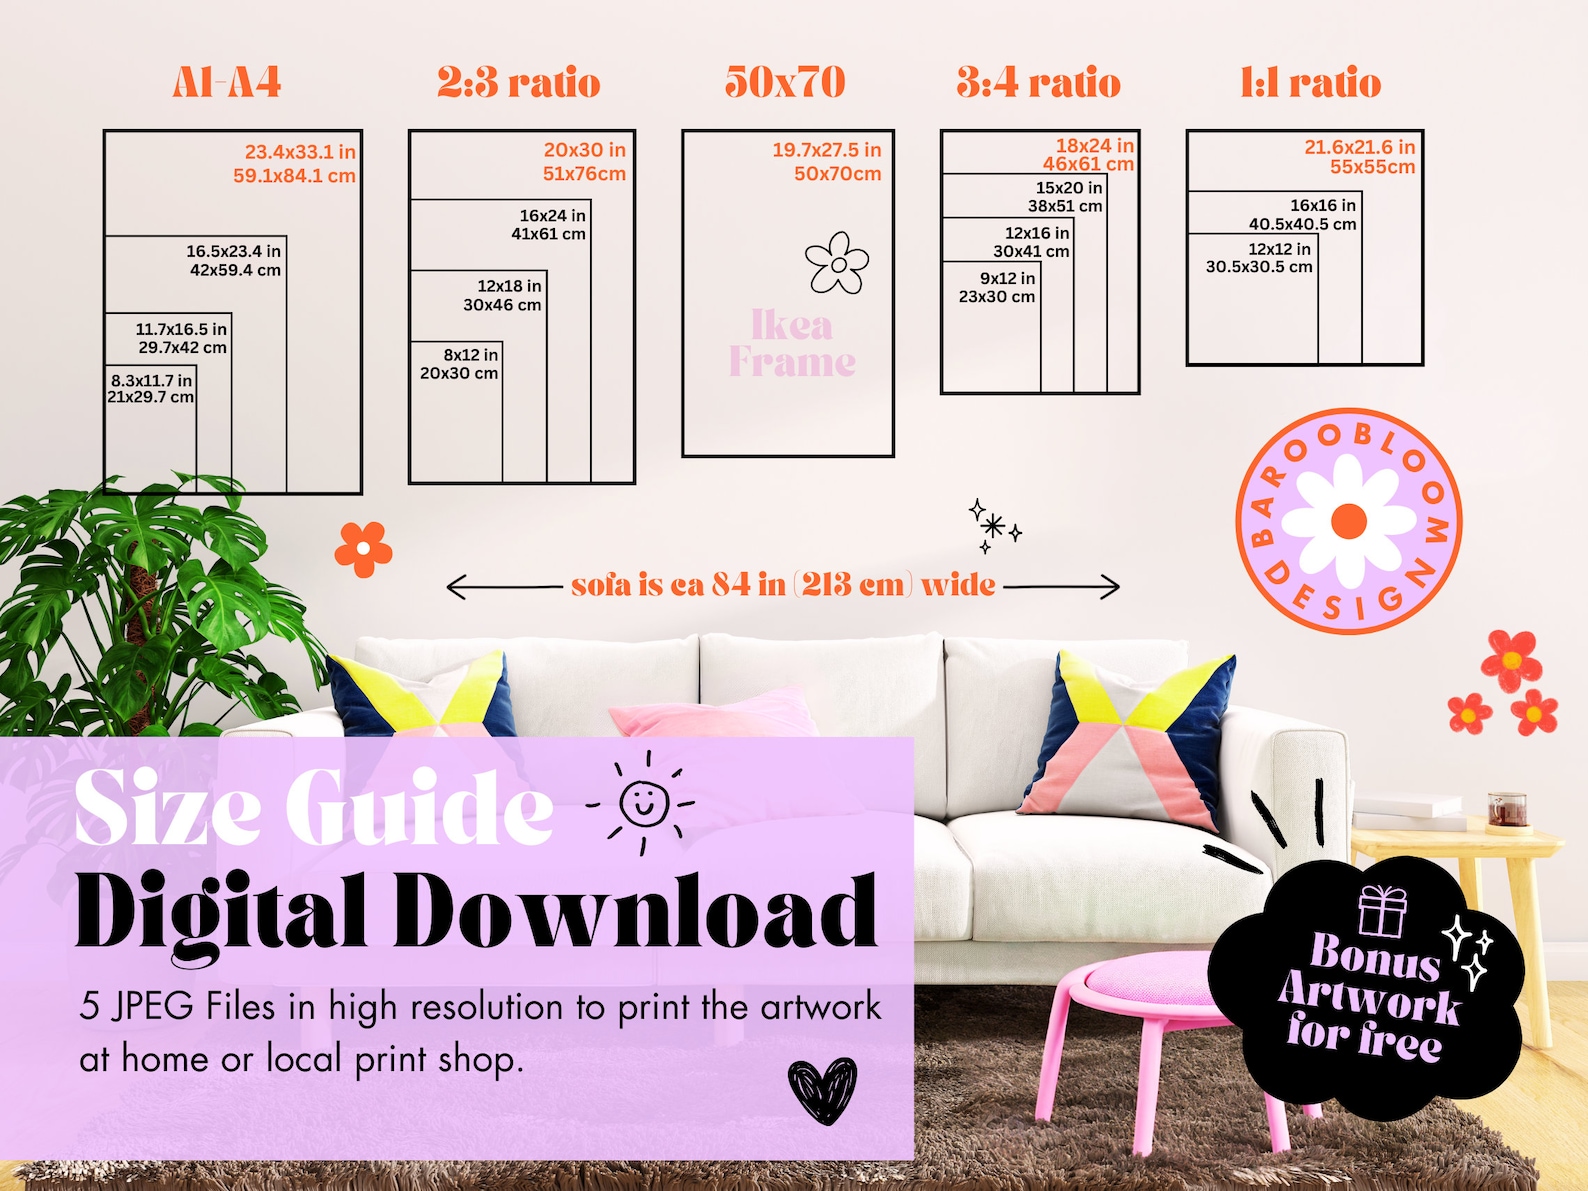 A1-A4
23.4x33.1 in
59.1x84.1 cm
16.5x23.4 in
42x59.4 cm
11.7x16.5 in
29.7x42 cm
8.3x11.7 in
21x29.7 cm
2:3 ratio
20x30 in
51x76cm
16x24 in
41x61 cm
12x18 in
30x46 cm
8x12 in
20x30 cm
50x70
19.7x27.5 in
50x70cm
Ikea
Frame
3:4 ratio
18x24 in
46x61 cm
15x20 in
38x51 cm
12x16 in
30x41 cm
9x12 in
23x30 cm
1:1 ratio
21.6x21.6 in
55x55cm
16x16 in
40.5x40.5 cm
12x12 in
30.5x30.5 cm
BAROOBLOOM
DESIGN
sofa is ca 84 in (213 cm) wide
Size Guide
Digital Download
5 JPEG Files in high resolution to print the artwork
at home or local print shop.
Bonus
Artwork
for free